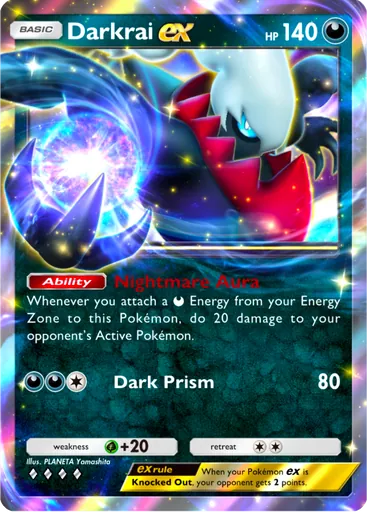 BASIC Darkrai ex HP 140
Ability Nightmare Aura
Whenever you attach a Energy from your Energy
Zone to this Pokémon, do 20 damage to your
opponent's Active Pokémon.
Dark Prism 80
weakness +20 retreat
Illus. PLANETA Yamashita
ex rule When your Pokémon ex is
Knocked Out, your opponent gets 2 points.